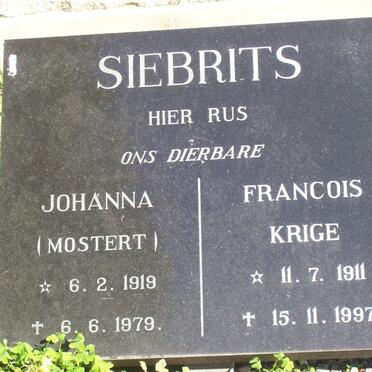 SIEBRITS
HIER RUS
ONS DIERBARE
JOHANNA
(MOSTERT)
☆ 6. 2. 1919
✝ 6. 6. 1979.
FRANCOIS
KRIGE
☆ 11. 7. 1911
✝ 15. 11. 1997